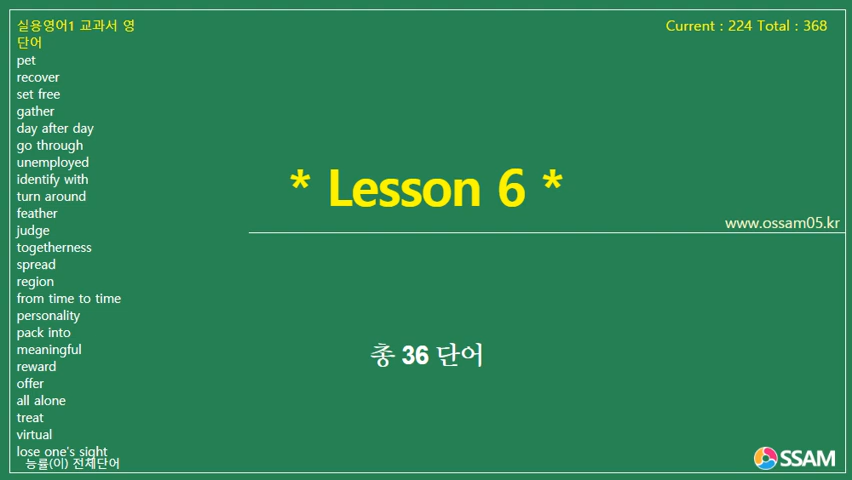 실용영어1 교과서 영
단어
Current : 224 Total : 368
pet
recover
set free
gather
day after day
go through
unemployed
identify with
turn around
feather
judge
togetherness
spread
region
from time to time
personality
pack into
meaningful
reward
offer
all alone
treat
virtual
lose one's sight
능률(이) 전체단어
* Lesson 6 *
www.ossam05.kr
총 36 단어
OSSAM